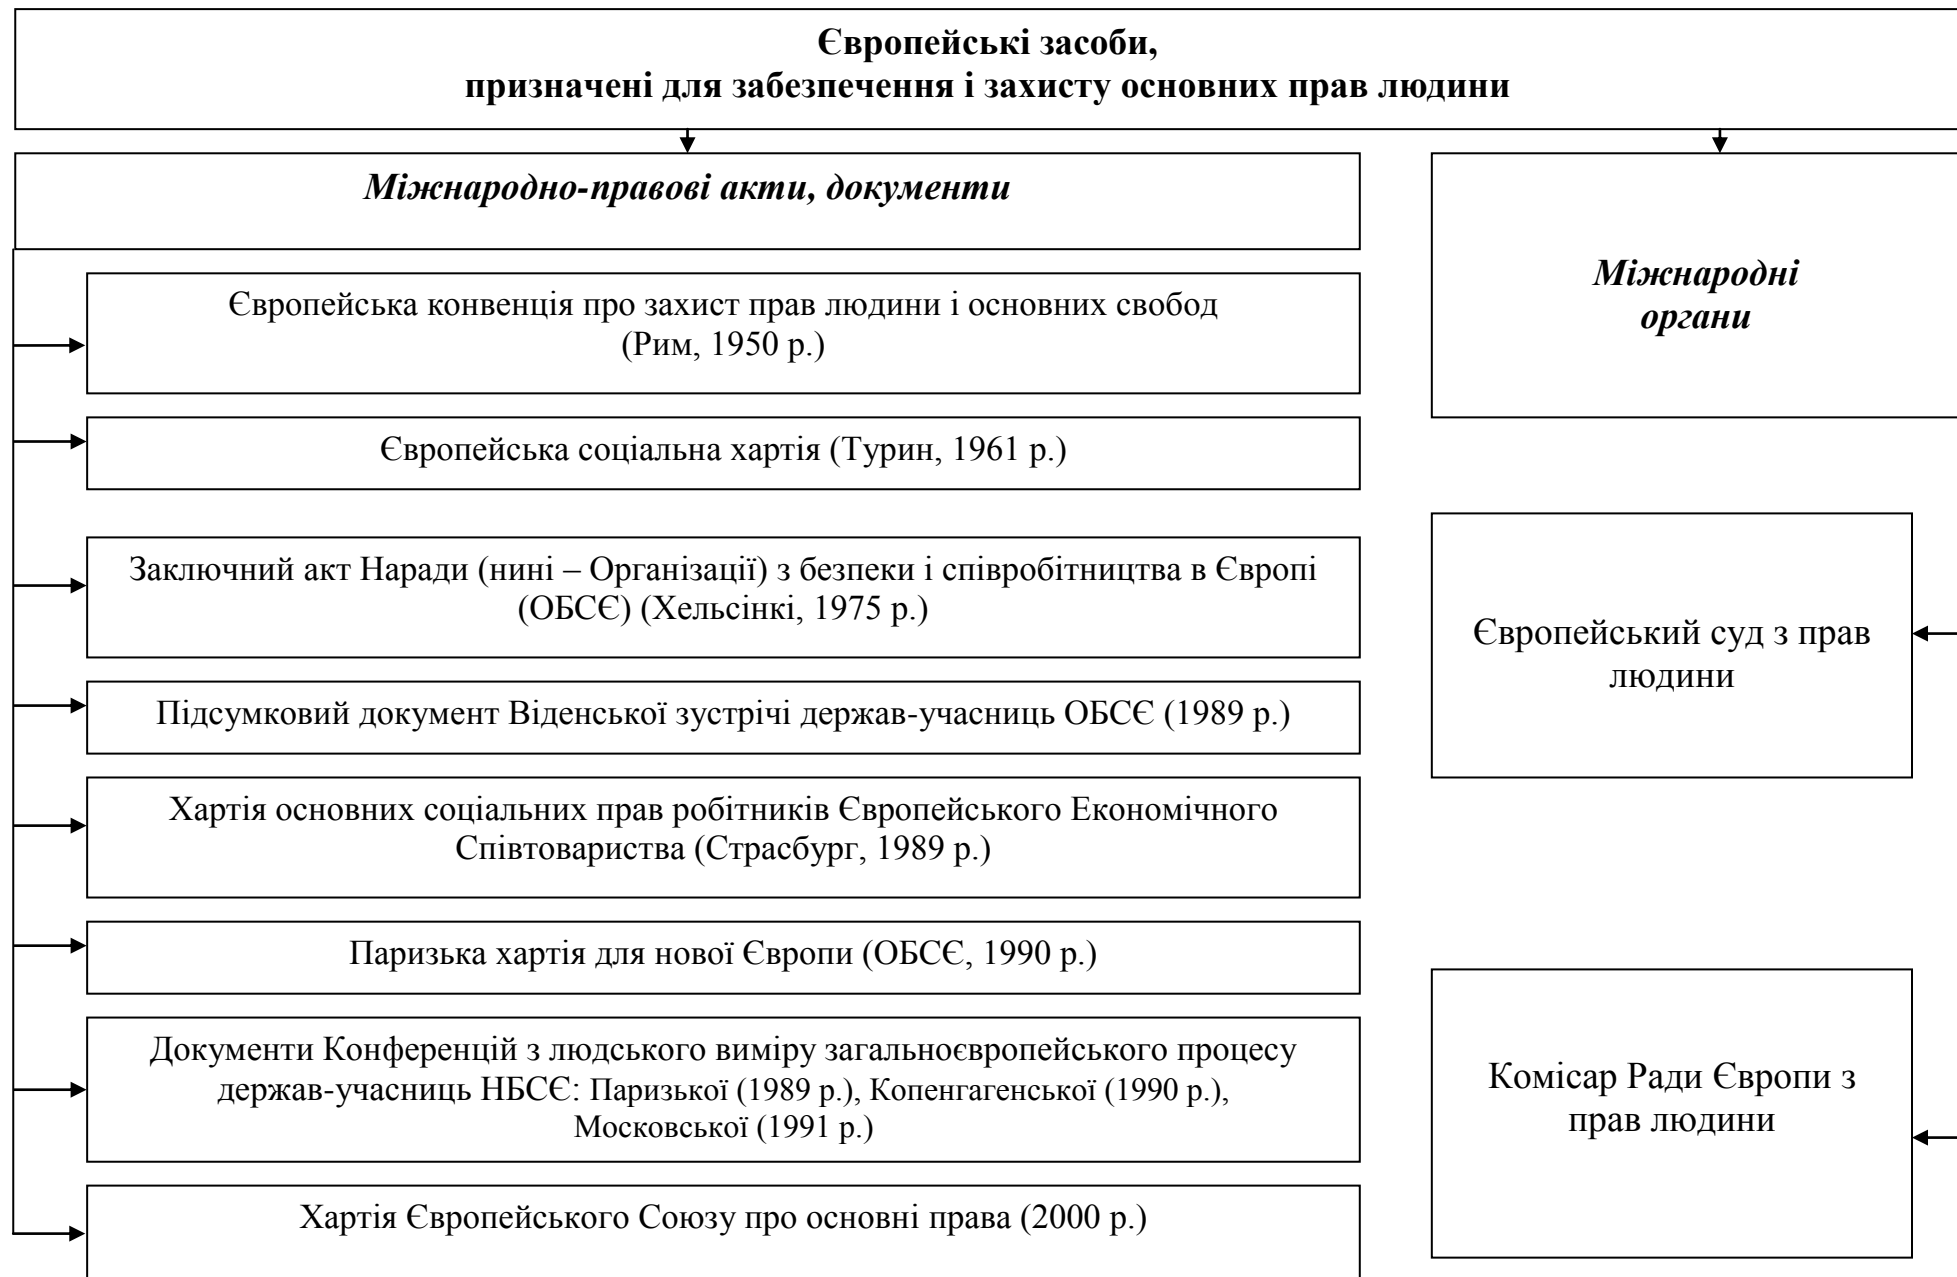 Європейські засоби,
призначені для забезпечення і захисту основних прав людини
Міжнародно-правові акти, документи
Європейська конвенція про захист прав людини і основних свобод
(Рим, 1950 р.)
Європейська соціальна хартія (Турин, 1961 р.)
Заключний акт Наради (нині – Організації) з безпеки і співробітництва в Європі
(ОБСЄ) (Хельсінкі, 1975 р.)
Підсумковий документ Віденської зустрічі держав-учасниць ОБСЄ (1989 р.)
Хартія основних соціальних прав робітників Європейського Економічного
Співтовариства (Страсбург, 1989 р.)
Паризька хартія для нової Європи (ОБСЄ, 1990 р.)
Документи Конференцій з людського виміру загальноєвропейського процесу
держав-учасниць НБСЄ: Паризької (1989 р.), Копенгагенської (1990 р.),
Московської (1991 р.)
Хартія Європейського Союзу про основні права (2000 р.)
Міжнародні
органи
Європейський суд з прав
людини
Комісар Ради Європи з
прав людини